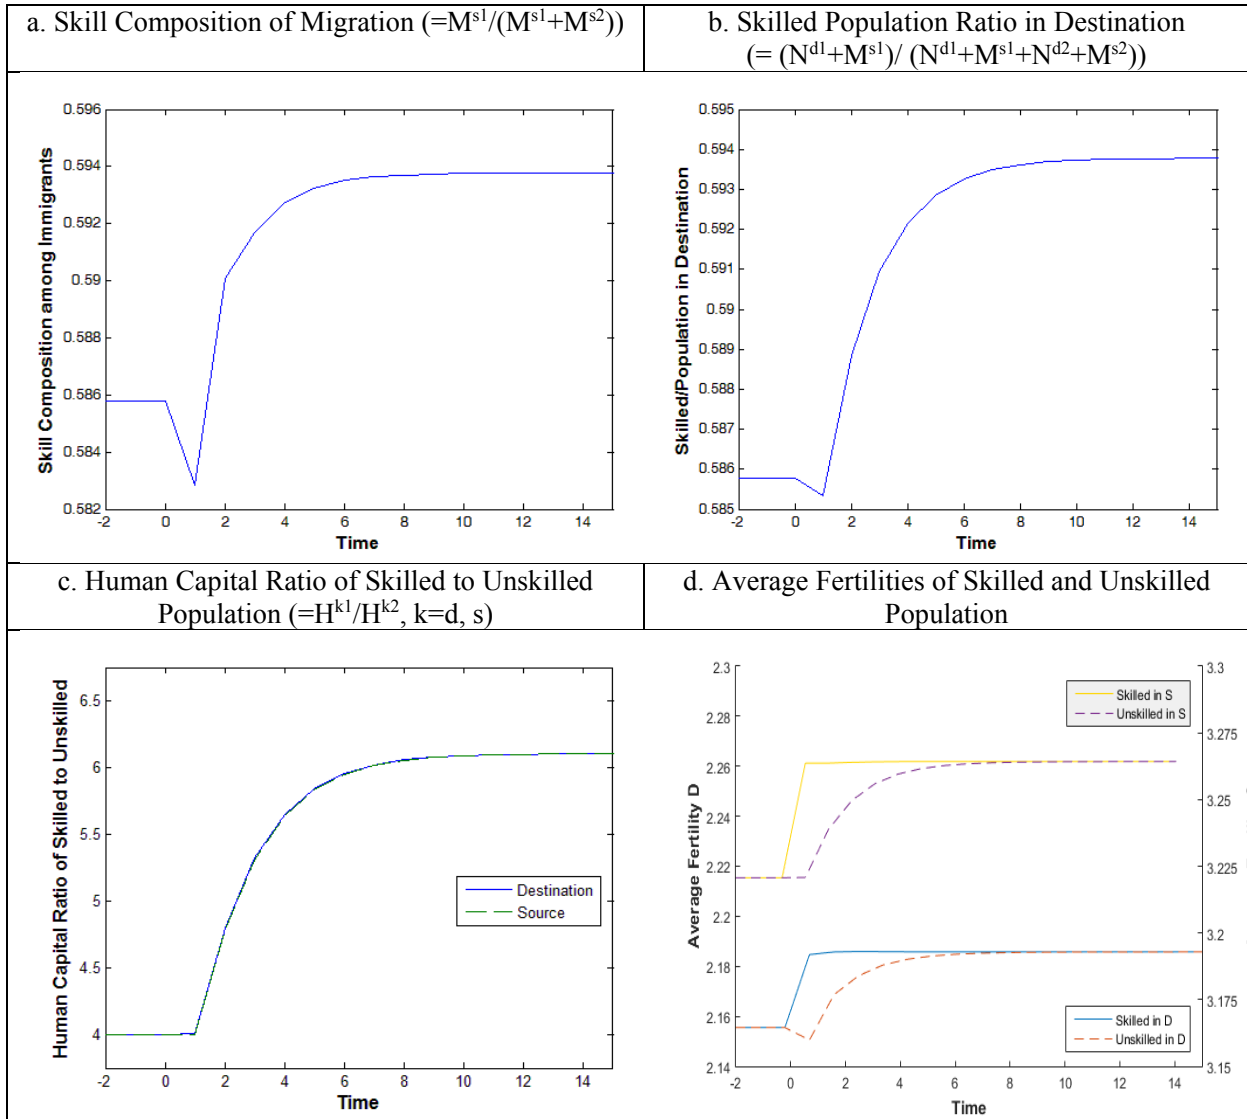 a. Skill Composition of Migration (=M^s1/(M^s1+M^s2))
b. Skilled Population Ratio in Destination
(= (N^d1+M^s1)/ (N^d1+M^s1+N^d2+M^s2))
Skill Composition among Immigrants
0.596
0.594
0.592
0.59
0.588
0.586
0.584
0.582
-2 0 2 4 6 8 10 12 14
Time
Skilled/Population in Destination
0.595
0.594
0.593
0.592
0.591
0.59
0.589
0.588
0.587
0.586
0.585
-2 0 2 4 6 8 10 12 14
Time
c. Human Capital Ratio of Skilled to Unskilled
Population (=H^k1/H^k2, k=d, s)
d. Average Fertilities of Skilled and Unskilled
Population
Human Capital Ratio of Skilled to Unskilled
6.5
6
5.5
5
4.5
4
Destination
Source
-2 0 2 4 6 8 10 12 14
Time
Average Fertility D
2.3
2.28
2.26
2.24
2.22
2.2
2.18
2.16
2.14
Skilled in S
Unskilled in S
Skilled in D
Unskilled in D
3.3
3.275
3.25
3.225
3.2
3.175
3.15
-2 0 2 4 6 8 10 12 14
Time